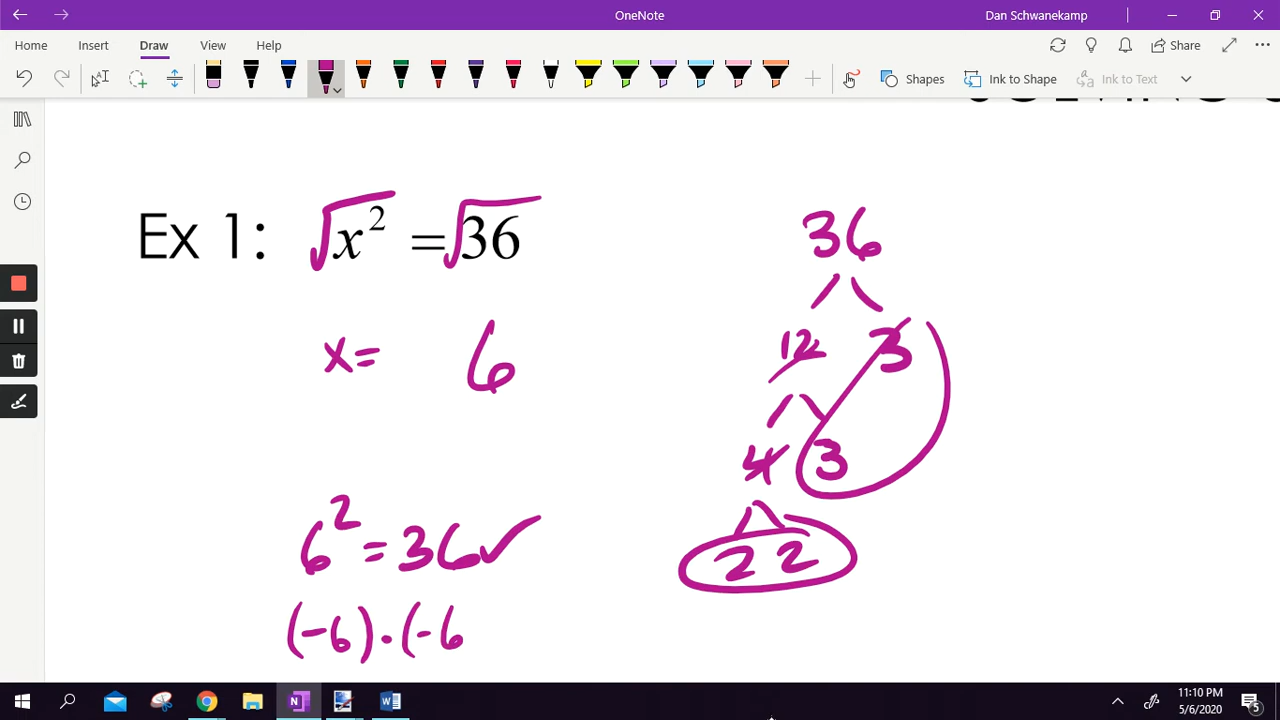 OneNote
Dan Schwanekamp
Home Insert Draw View Help
Share
Shapes Ink to Shape Ink to Text
Ex 1: √x² = √36
x= 6
6² = 36✓
(-6)·(-6
36
12 3
4 3
2 2
11:10 PM
5/6/2020
5